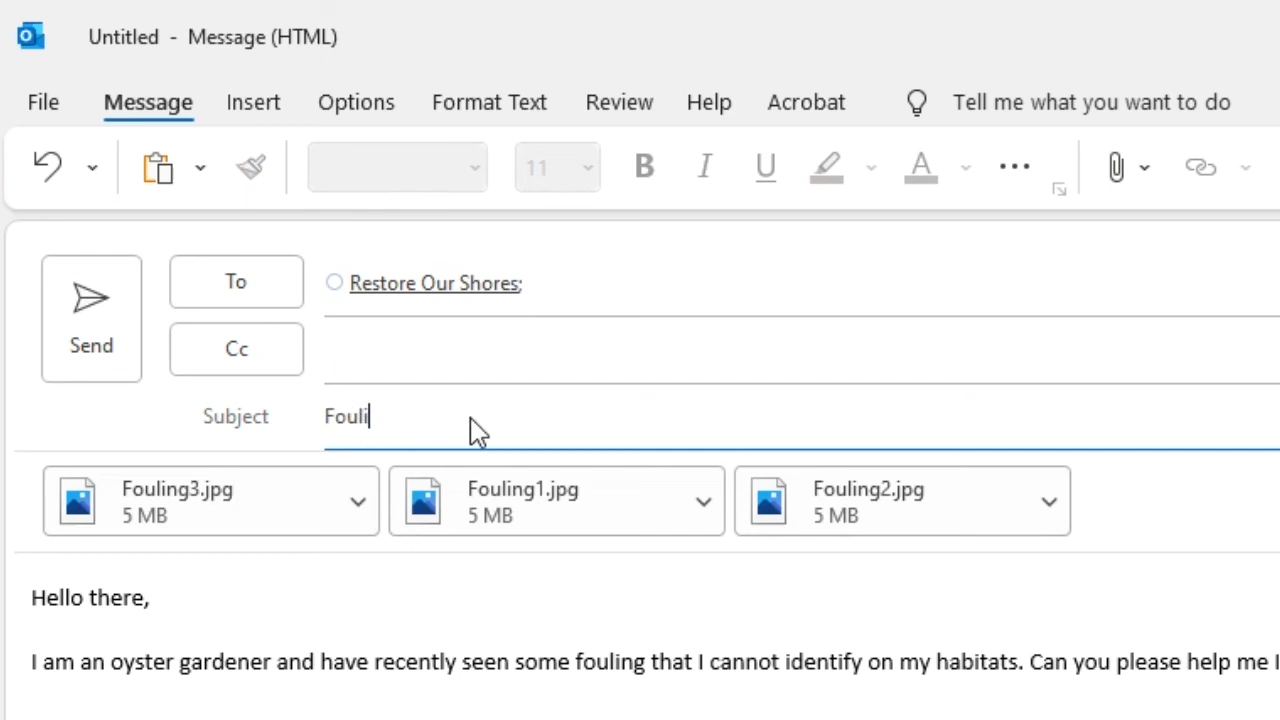 Untitled - Message (HTML)
File Message Insert Options Format Text Review Help Acrobat Tell me what you want to do
11 B I U A
Send To Restore Our Shores;
Cc
Subject Fouli
Fouling3.jpg Fouling1.jpg Fouling2.jpg
5 MB 5 MB 5 MB
Hello there,
I am an oyster gardener and have recently seen some fouling that I cannot identify on my habitats. Can you please help me I